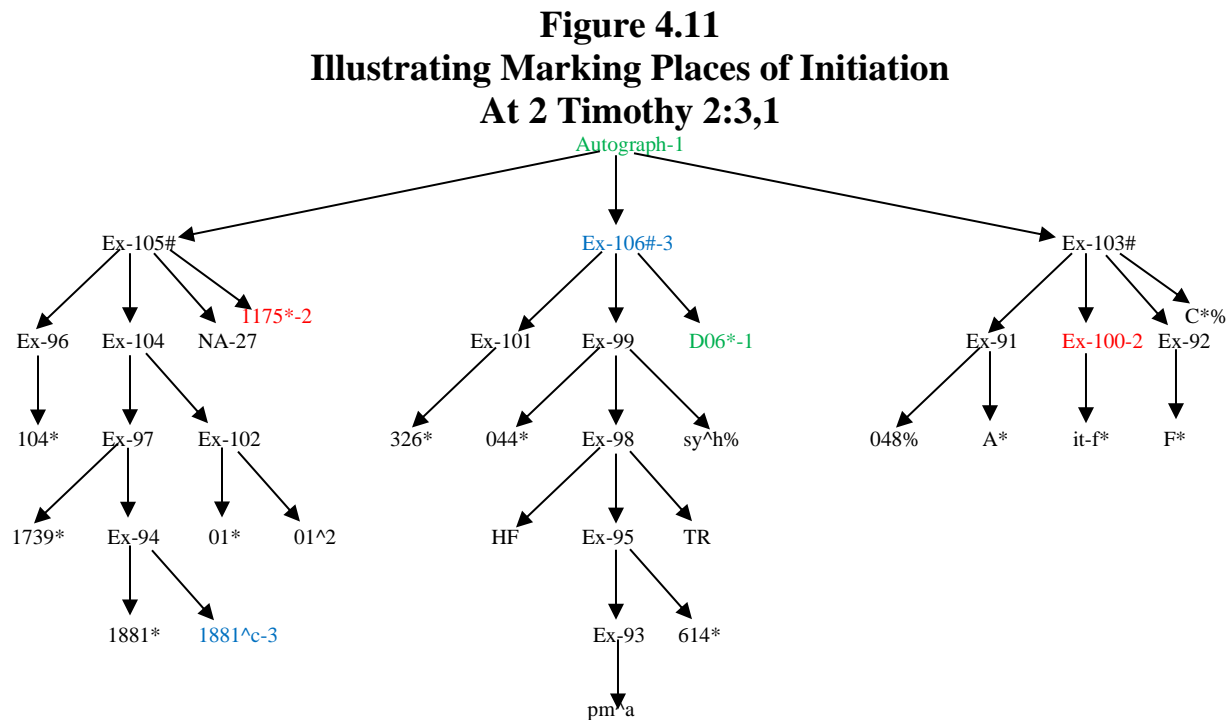 Figure 4.11
Illustrating Marking Places of Initiation
At 2 Timothy 2:3,1
Autograph-1
Ex-105# Ex-106#-3 Ex-103#
1175*-2 C*%
Ex-96 Ex-104 NA-27 Ex-101 Ex-99 D06*-1 Ex-91 Ex-100-2 Ex-92
104* Ex-97 Ex-102 326* 044* Ex-98 sy^h% 048% A* it-f* F*
1739* Ex-94 01* 01^2 HF Ex-95 TR
1881* 1881^c-3 Ex-93 614*
pm^a